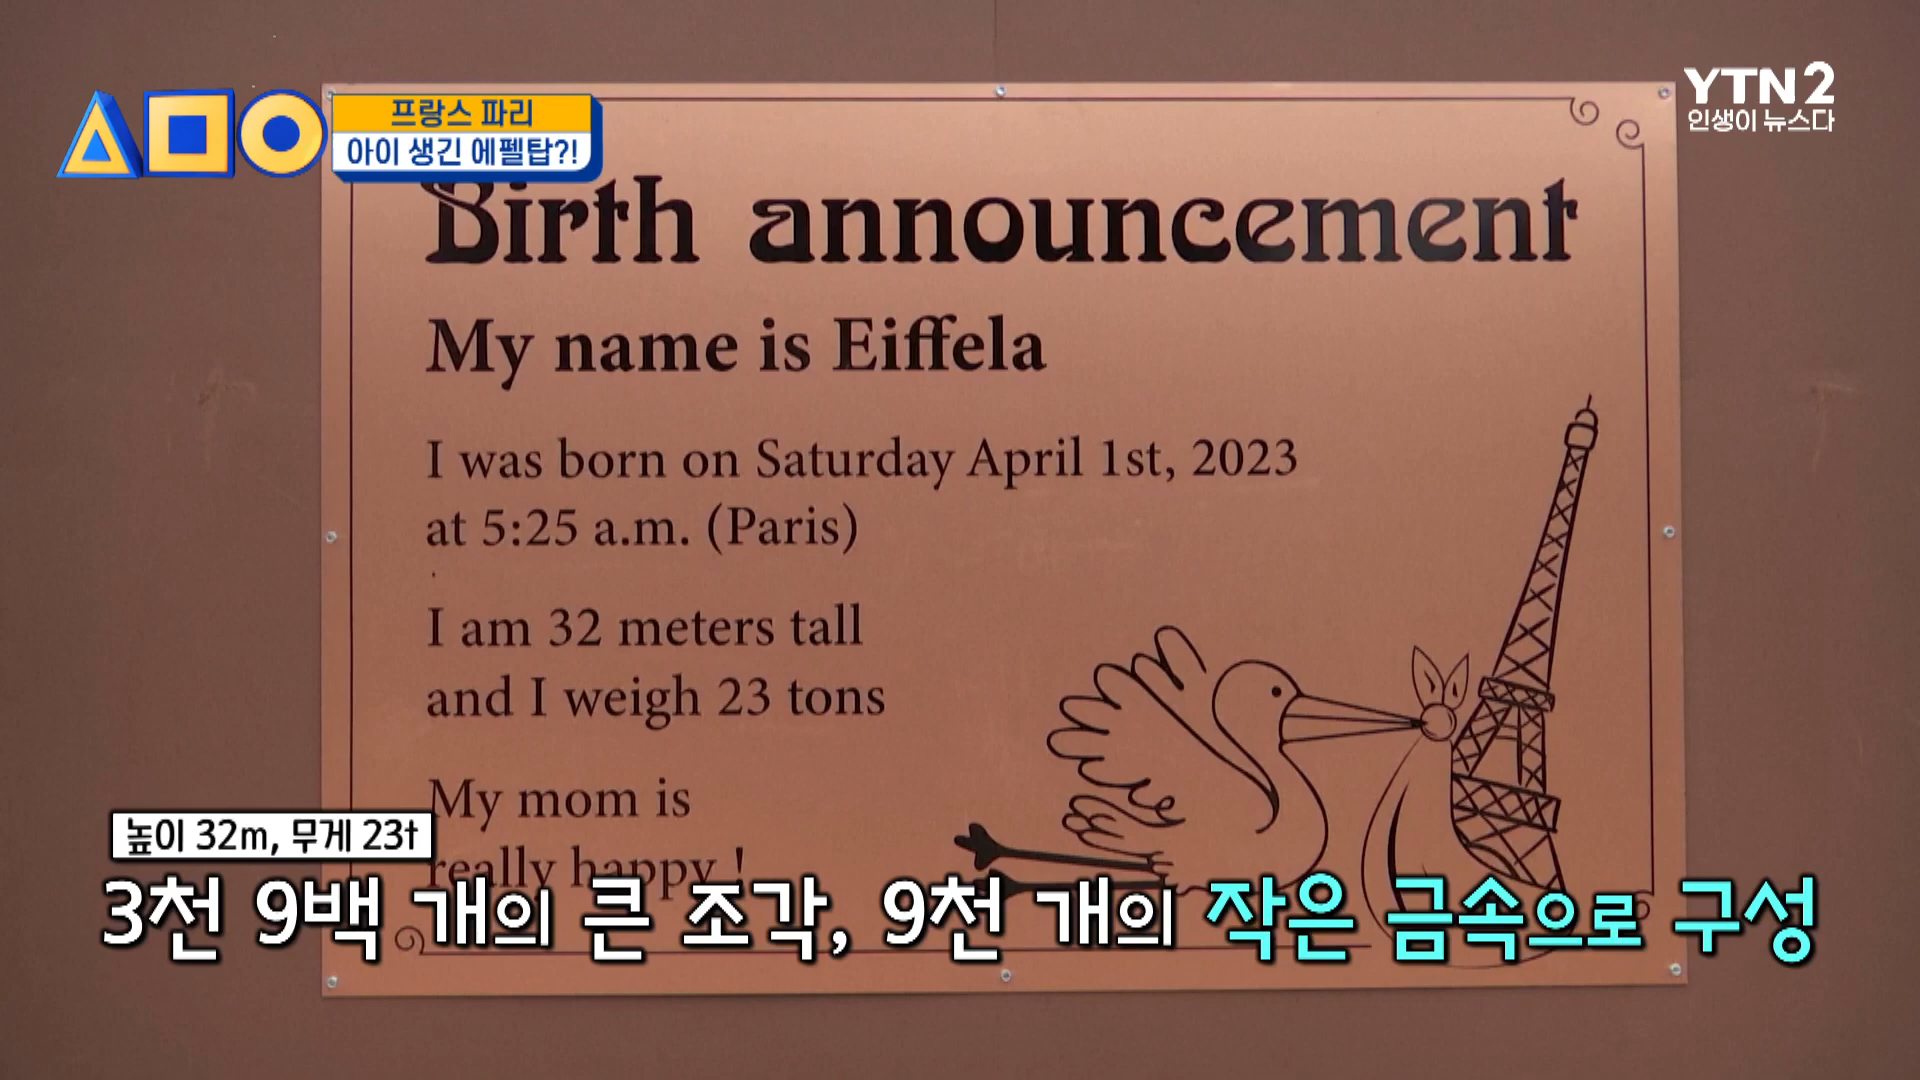 프랑스 파리
아이 생긴 에펠탑?!
YTN2
인생이 뉴스다
Birth announcement
My name is Eiffela
I was born on Saturday April 1st, 2023
at 5:25 a.m. (Paris)
I am 32 meters tall
and I weigh 23 tons
My mom is
really happy !
높이 32m, 무게 23t
3천 9백 개의 큰 조각, 9천 개의 작은 금속으로 구성